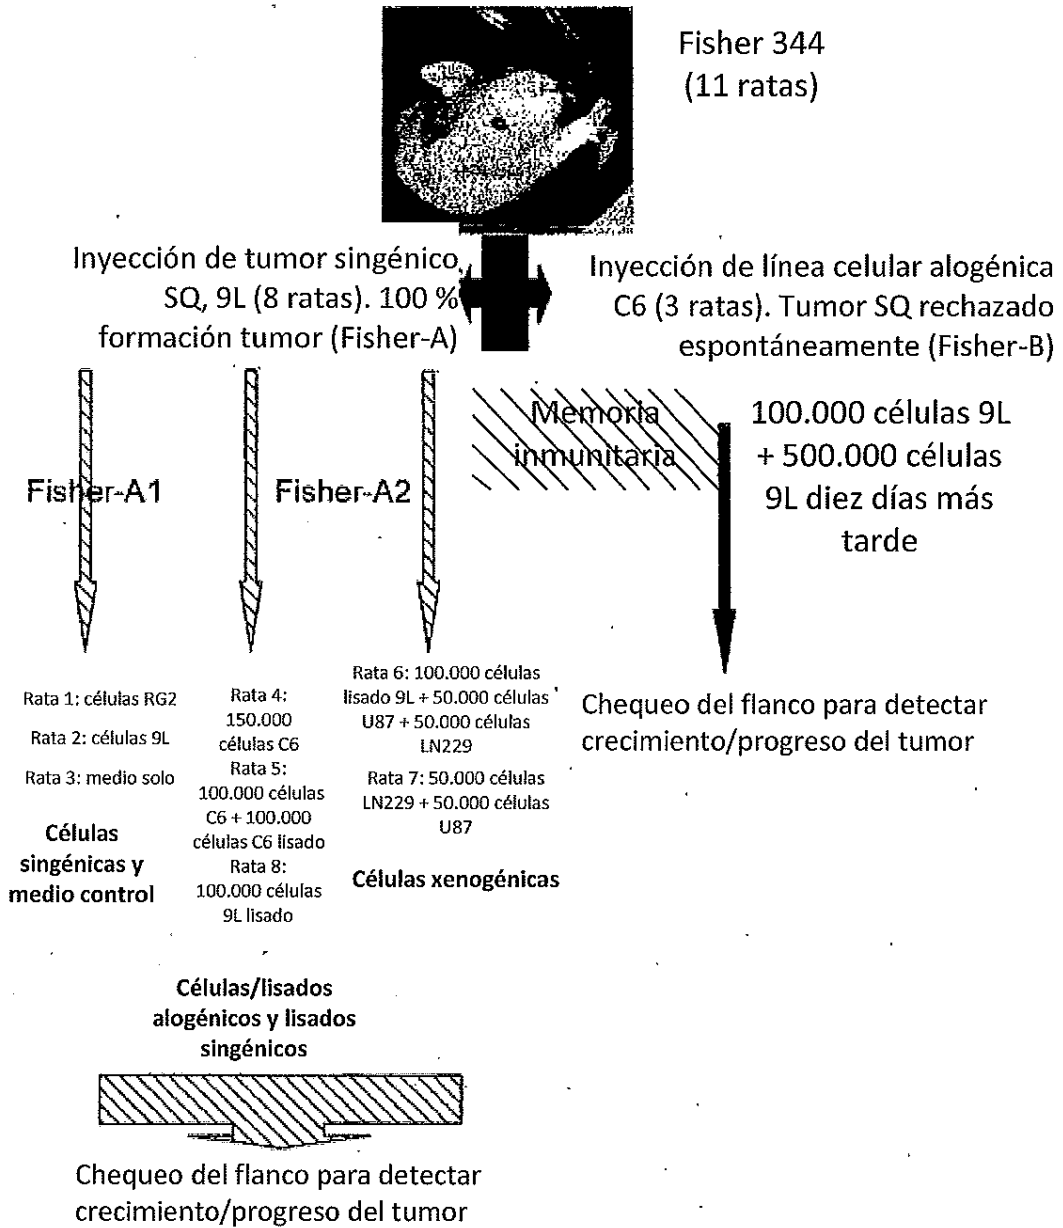 Fisher 344
(11 ratas)
Inyección de tumor singénico
SQ, 9L (8 ratas). 100 %
formación tumor (Fisher-A)
Inyección de línea celular alogénica
C6 (3 ratas). Tumor SQ rechazado
espontáneamente (Fisher-B)
Memoria
inmunitaria
100.000 células 9L
+ 500.000 células
9L diez días más
tarde
Fisher-A1
Fisher-A2
Rata 1: células RG2
Rata 2: células 9L
Rata 3: medio solo
Células
singénicas y
medio control
Rata 4:
150.000
células C6
Rata 5:
100.000 células
C6 + 100.000
células C6 lisado
Rata 8:
100.000 células
9L lisado
Rata 6: 100.000 células
lisado 9L + 50.000 células
U87 + 50.000 células
LN229
Rata 7: 50.000 células
LN229 + 50.000 células
U87
Células xenogénicas
Chequeo del flanco para detectar
crecimiento/progreso del tumor
Células/lisados
alogénicos y lisados
singénicos
Chequeo del flanco para detectar
crecimiento/progreso del tumor